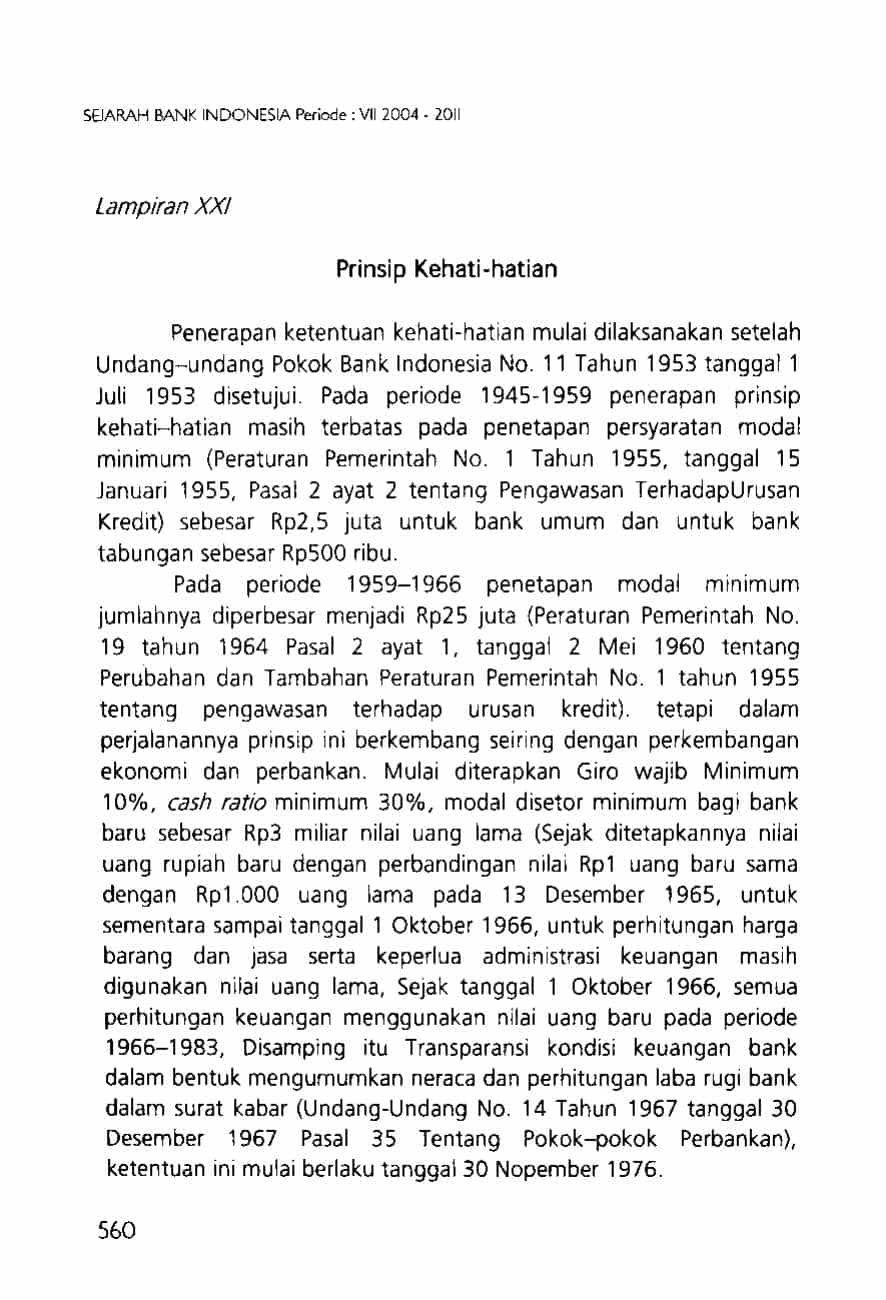 SEJARAH BANK INDONESIA Periode : VII 2004 - 2011
Lampiran XXI
Prinsip Kehati-hatian
Penerapan ketentuan kehati-hatian mulai dilaksanakan setelah
Undang–undang Pokok Bank Indonesia No. 11 Tahun 1953 tanggal 1
Juli 1953 disetujui. Pada periode 1945-1959 penerapan prinsip
kehati–hatian masih terbatas pada penetapan persyaratan modal
minimum (Peraturan Pemerintah No. 1 Tahun 1955, tanggal 15
Januari 1955, Pasal 2 ayat 2 tentang Pengawasan TerhadapUrusan
Kredit) sebesar Rp2,5 juta untuk bank umum dan untuk bank
tabungan sebesar Rp500 ribu.
Pada periode 1959–1966 penetapan modal minimum
jumlahnya diperbesar menjadi Rp25 juta (Peraturan Pemerintah No.
19 tahun 1964 Pasal 2 ayat 1, tanggal 2 Mei 1960 tentang
Perubahan dan Tambahan Peraturan Pemerintah No. 1 tahun 1955
tentang pengawasan terhadap urusan kredit). tetapi dalam
perjalanannya prinsip ini berkembang seiring dengan perkembangan
ekonomi dan perbankan. Mulai diterapkan Giro wajib Minimum
10%, cash ratio minimum 30%, modal disetor minimum bagi bank
baru sebesar Rp3 miliar nilai uang lama (Sejak ditetapkannya nilai
uang rupiah baru dengan perbandingan nilai Rp1 uang baru sama
dengan Rp1.000 uang lama pada 13 Desember 1965, untuk
sementara sampai tanggal 1 Oktober 1966, untuk perhitungan harga
barang dan jasa serta keperlua administrasi keuangan masih
digunakan nilai uang lama, Sejak tanggal 1 Oktober 1966, semua
perhitungan keuangan menggunakan nilai uang baru pada periode
1966–1983, Disamping itu Transparansi kondisi keuangan bank
dalam bentuk mengumumkan neraca dan perhitungan laba rugi bank
dalam surat kabar (Undang-Undang No. 14 Tahun 1967 tanggal 30
Desember 1967 Pasal 35 Tentang Pokok–pokok Perbankan),
ketentuan ini mulai berlaku tanggal 30 Nopember 1976.
560